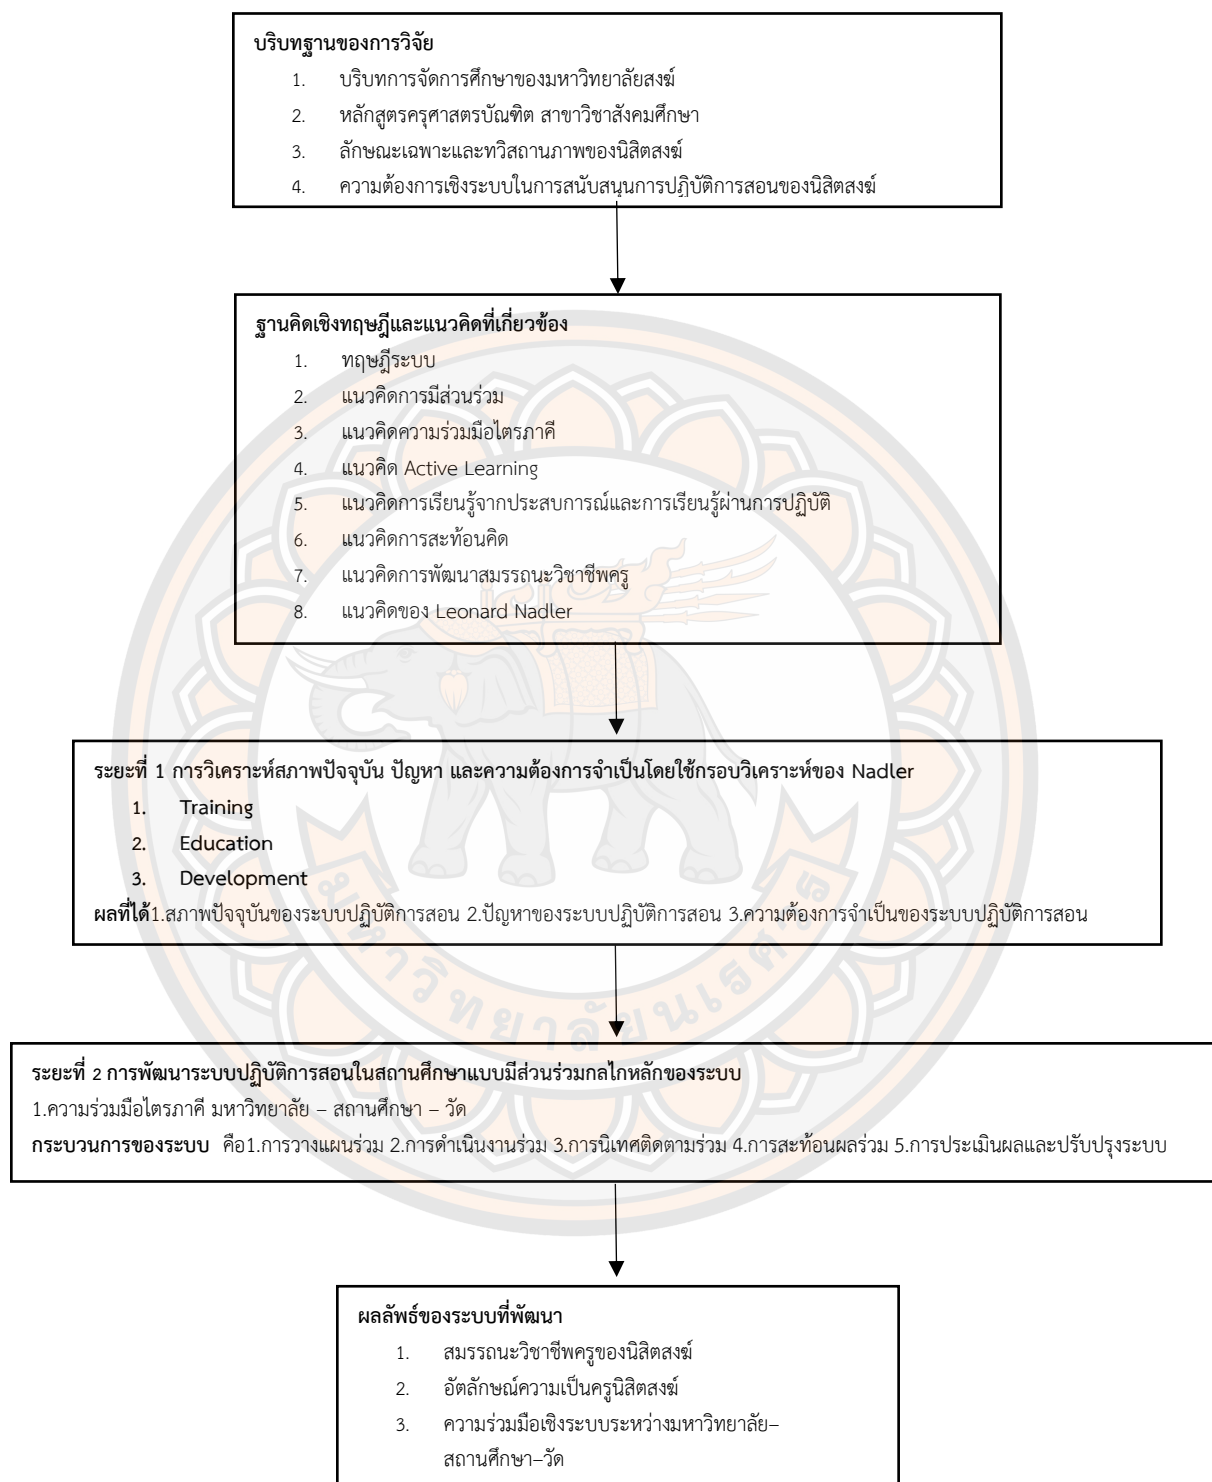 บริบทฐานของการวิจัย
1. บริบทการจัดการศึกษาของมหาวิทยาลัยสงฆ์
2. หลักสูตรครุศาสตรบัณฑิต สาขาวิชาสังคมศึกษา
3. ลักษณะเฉพาะและทวิสถานภาพของนิสิตสงฆ์
4. ความต้องการเชิงระบบในการสนับสนุนการปฏิบัติการสอนของนิสิตสงฆ์
ฐานคิดเชิงทฤษฎีและแนวคิดที่เกี่ยวข้อง
1. ทฤษฎีระบบ
2. แนวคิดการมีส่วนร่วม
3. แนวคิดความร่วมมือไตรภาคี
4. แนวคิด Active Learning
5. แนวคิดการเรียนรู้จากประสบการณ์และการเรียนรู้ผ่านการปฏิบัติ
6. แนวคิดการสะท้อนคิด
7. แนวคิดการพัฒนาสมรรถนะวิชาชีพครู
8. แนวคิดของ Leonard Nadler
ระยะที่ 1 การวิเคราะห์สภาพปัจจุบัน ปัญหา และความต้องการจำเป็นโดยใช้กรอบวิเคราะห์ของ Nadler
1. Training
2. Education
3. Development
ผลที่ได้1.สภาพปัจจุบันของระบบปฏิบัติการสอน 2.ปัญหาของระบบปฏิบัติการสอน 3.ความต้องการจำเป็นของระบบปฏิบัติการสอน
มหาวิทยาลัยนเรศวร
ระยะที่ 2 การพัฒนาระบบปฏิบัติการสอนในสถานศึกษาแบบมีส่วนร่วมกลไกหลักของระบบ
1.ความร่วมมือไตรภาคี มหาวิทยาลัย – สถานศึกษา – วัด
กระบวนการของระบบ คือ1.การวางแผนร่วม 2.การดำเนินงานร่วม 3.การนิเทศติดตามร่วม 4.การสะท้อนผลร่วม 5.การประเมินผลและปรับปรุงระบบ
ผลลัพธ์ของระบบที่พัฒนา
1. สมรรถนะวิชาชีพครูของนิสิตสงฆ์
2. อัตลักษณ์ความเป็นครูนิสิตสงฆ์
3. ความร่วมมือเชิงระบบระหว่างมหาวิทยาลัย–
สถานศึกษา–วัด